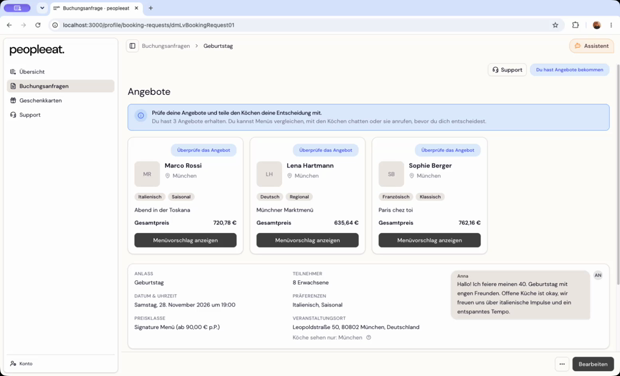 Buchungsanfrage - peopleeat
localhost:3000/profile/booking-requests/dmLvBookingRequest01
peopleeat.
Übersicht
Buchungsanfragen
Geschenkkarten
Support
Konto
Buchungsanfragen > Geburtstag
Assistent
Support
Du hast Angebote bekommen
Angebote
Prüfe deine Angebote und teile den Köchen deine Entscheidung mit.
Du hast 3 Angebote erhalten. Du kannst Menüs vergleichen, mit den Köchen chatten oder sie anrufen, bevor du dich entscheidest.
Überprüfe das Angebot
MR
Marco Rossi
München
Italienisch
Saisonal
Abend in der Toskana
Gesamtpreis 720,78 €
Menüvorschlag anzeigen
Überprüfe das Angebot
LH
Lena Hartmann
München
Deutsch
Regional
Münchner Marktmenü
Gesamtpreis 635,64 €
Menüvorschlag anzeigen
Überprüfe das Angebot
SB
Sophie Berger
München
Französisch
Klassisch
Paris chez toi
Gesamtpreis 762,16 €
Menüvorschlag anzeigen
ANLASS
Geburtstag
DATUM & UHRZEIT
Samstag, 28. November 2026 um 19:00
PREISKLASSE
Signature Menü (ab 90,00 € p.P.)
TEILNEHMER
8 Erwachsene
PRÄFERENZEN
Italienisch, Saisonal
VERANSTALTUNGSORT
Leopoldstraße 50, 80802 München, Deutschland
Köche sehen nur: München
Anna
Hallo! Ich feiere meinen 40. Geburtstag mit
engen Freunden. Offene Küche ist okay, wir
freuen uns über italienische Impulse und ein
entspanntes Tempo.
AN
Bearbeiten